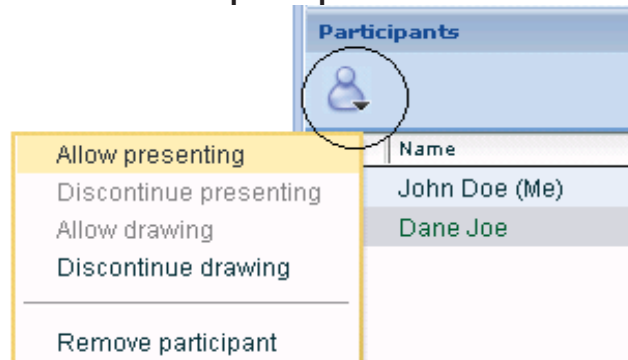 Participants
Name
John Doe (Me)
Dane Joe
Allow presenting
Discontinue presenting
Allow drawing
Discontinue drawing
Remove participant